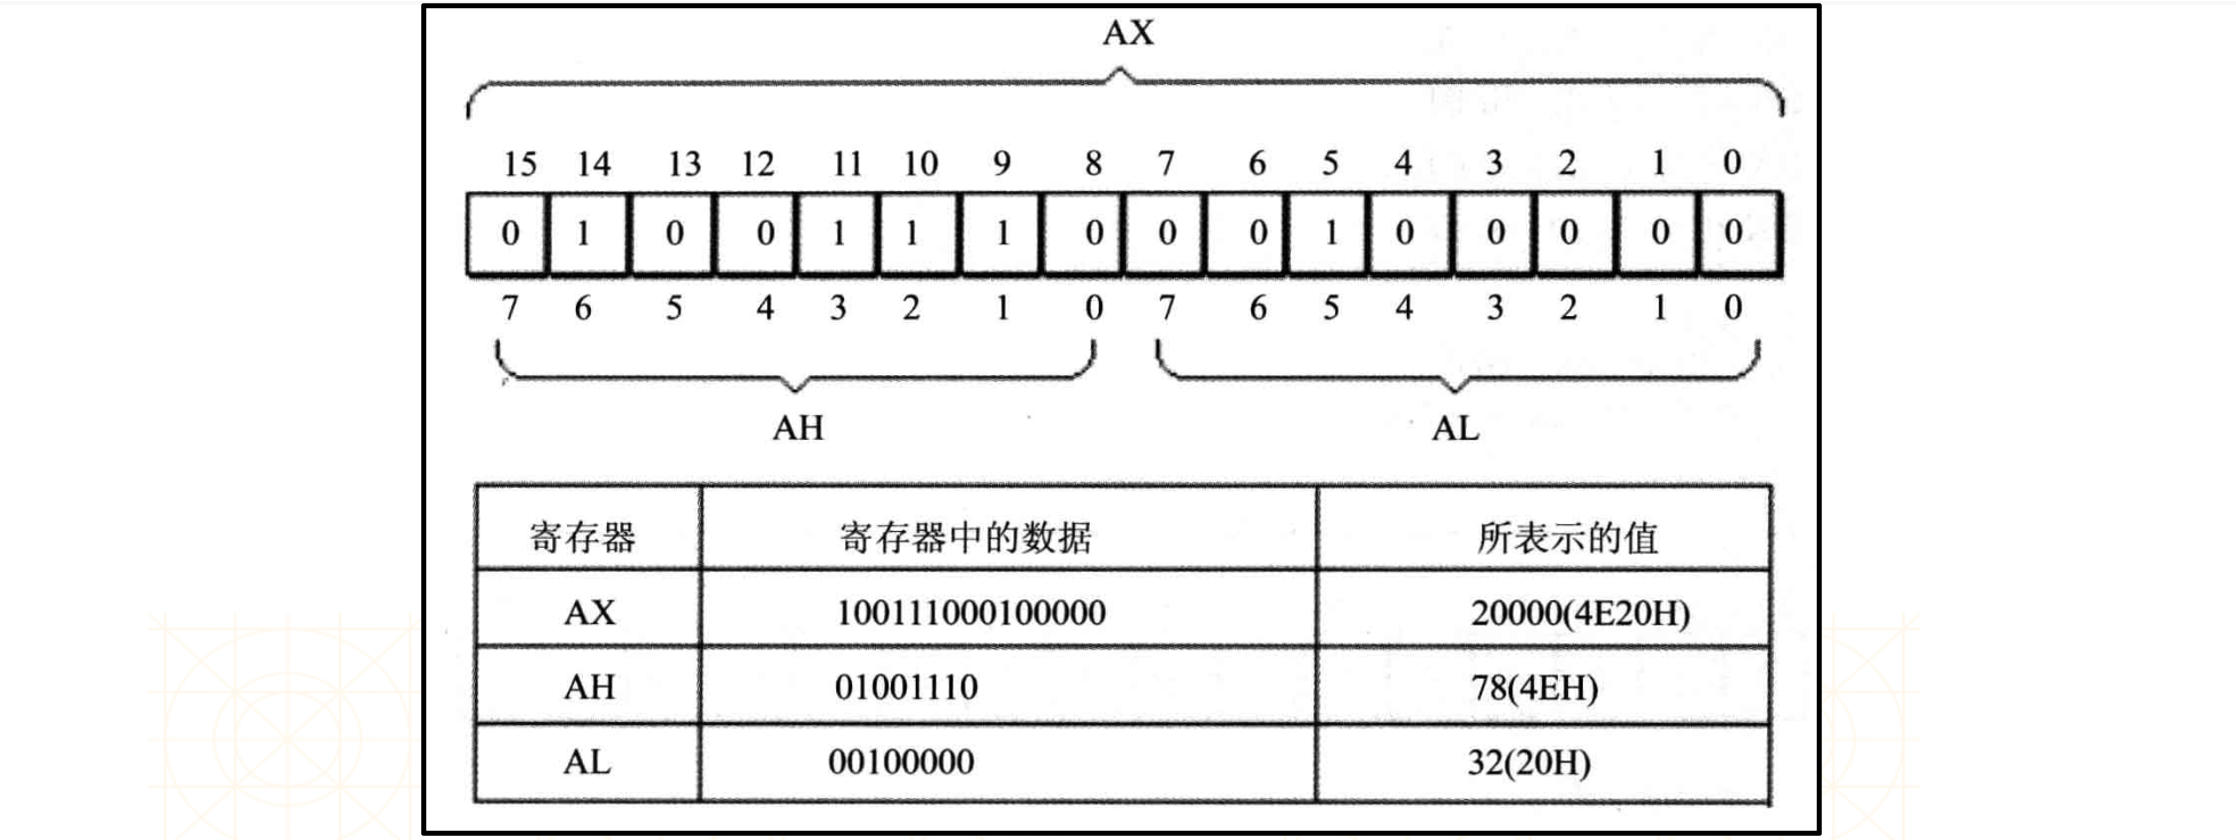 AX
15 14 13 12 11 10 9 8 7 6 5 4 3 2 1 0
0 1 0 0 1 1 1 0 0 0 1 0 0 0 0 0
7 6 5 4 3 2 1 0 7 6 5 4 3 2 1 0
AH AL
寄存器 寄存器中的数据 所表示的值
AX 100111000100000 20000(4E20H)
AH 01001110 78(4EH)
AL 00100000 32(20H)